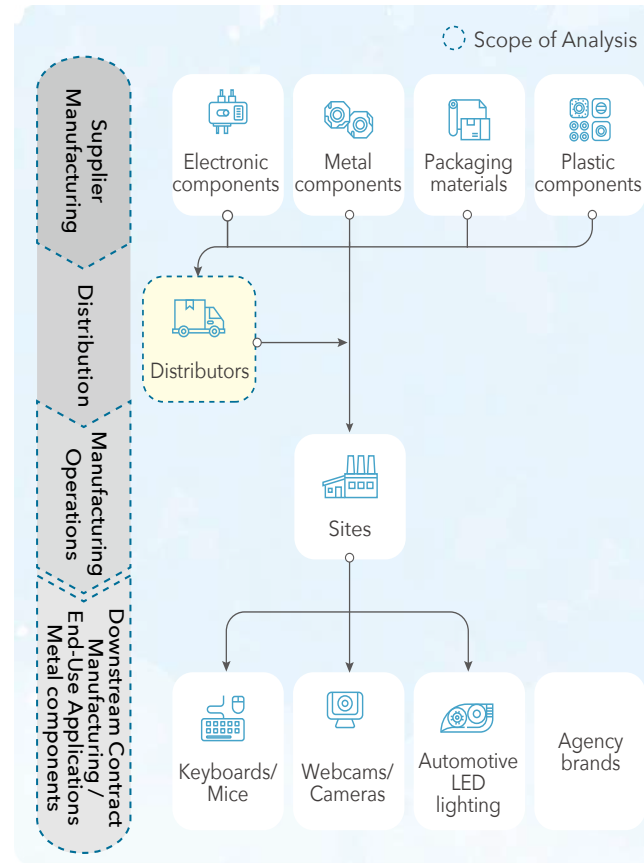 Scope of Analysis
Supplier
Manufacturing
Electronic
components
Metal
components
Packaging
materials
Plastic
components
Distribution
Distributors
Manufacturing
Operations
Sites
Downstream Contract
Manufacturing /
End-Use Applications
Metal components
Keyboards/
Mice
Webcams/
Cameras
Automotive
LED
lighting
Agency
brands